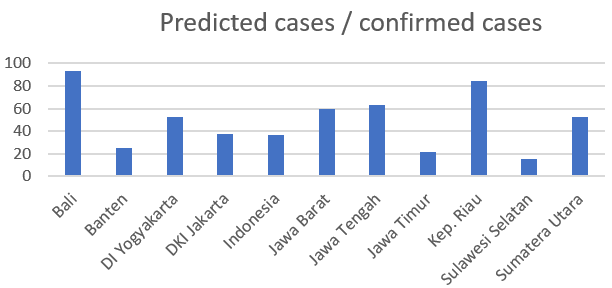 Predicted cases / confirmed cases
100
80
60
40
20
0
Bali
Banten
DI Yogyakarta
DKI Jakarta
Indonesia
Jawa Barat
Jawa Tengah
Jawa Timur
Kep. Riau
Sulawesi Selatan
Sumatera Utara